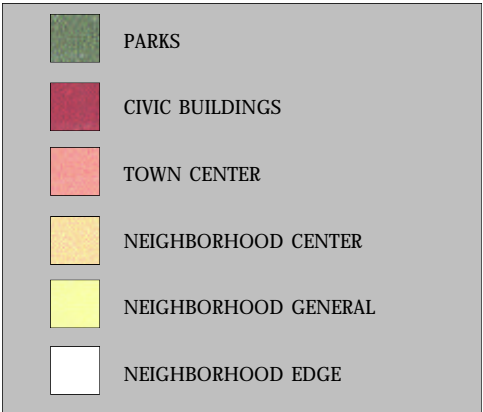 PARKS
CIVIC BUILDINGS
TOWN CENTER
NEIGHBORHOOD CENTER
NEIGHBORHOOD GENERAL
NEIGHBORHOOD EDGE